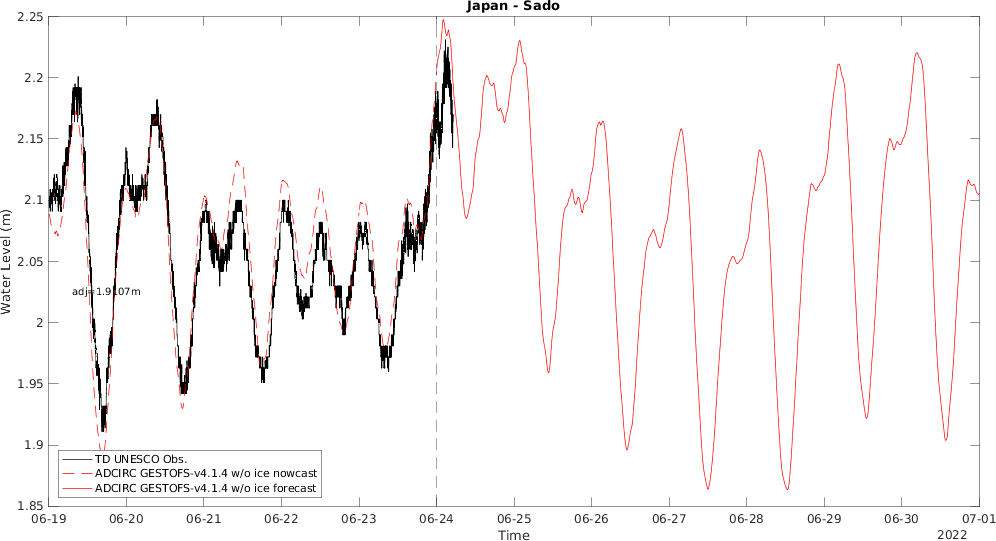 Japan - Sado
2.25
2.2
2.15
2.1
2.05
2
1.95
1.9
1.85
Water Level (m)
adj=1.9107m
TD UNESCO Obs.
ADCIRC GESTOFS-v4.1.4 w/o ice nowcast
ADCIRC GESTOFS-v4.1.4 w/o ice forecast
06-19 06-20 06-21 06-22 06-23 06-24 06-25 06-26 06-27 06-28 06-29 06-30 07-01
Time
2022